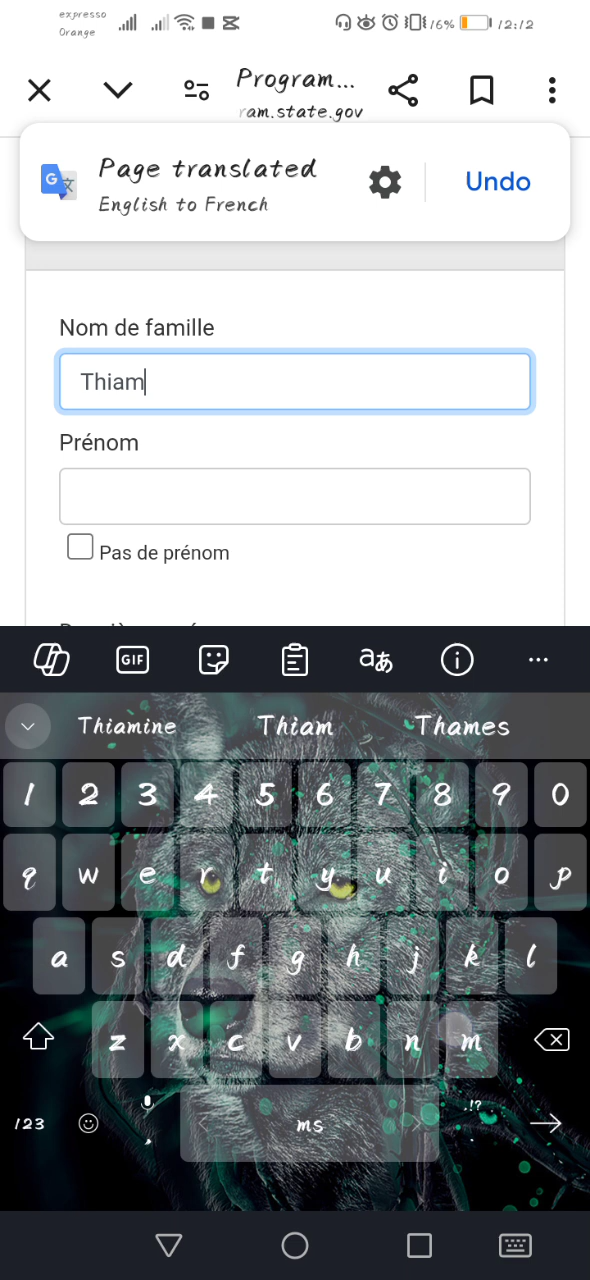 expresso
Orange
16% 12:12
Program...
ram.state.gov
Page translated
English to French
Undo
Nom de famille
Thiam
Prénom
Pas de prénom
GIF
aあ
Thiamine Thiam Thames
1 2 3 4 5 6 7 8 9 0
q w e r t y u i o p
a s d f g h j k l
z x c v b n m
123 , ms .!?